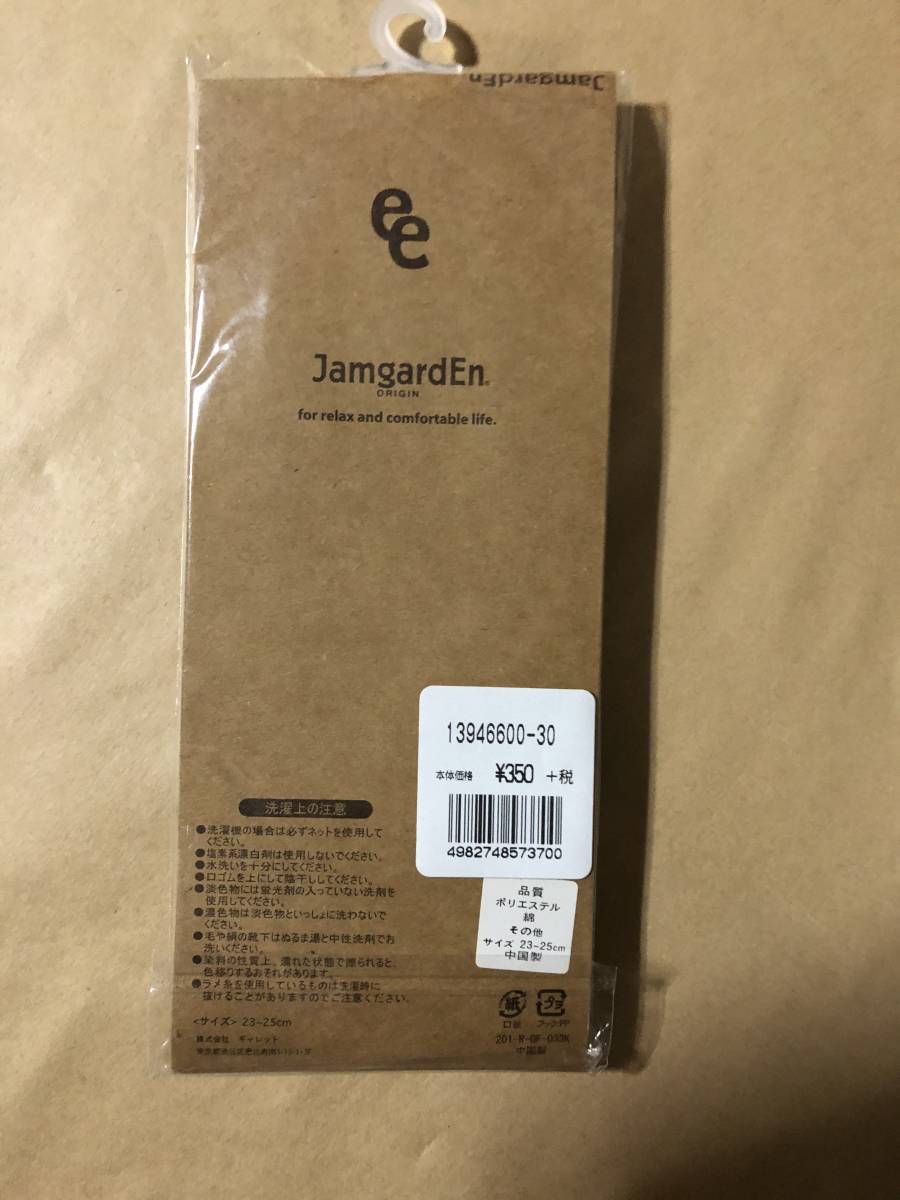 JamgardEn
ee
JamgardEn®
ORIGIN
for relax and comfortable life.
13946600-30
本体価格 ¥350 +税
4982748573700
洗濯上の注意
●洗濯機の場合は必ずネットを使用して
ください。
●塩素系漂白剤は使用しないでください。
●水洗いを十分にしてください。
●口ゴムを上にして陰干ししてください。
●淡色物には蛍光剤の入っていない洗剤を
使用してください。
●濃色物は淡色物といっしょに洗わないで
ください。
●毛や絹の靴下はぬるま湯と中性洗剤でお
洗いください。
●染料の性質上、濡れた状態で擦られると、
色移りするおそれがあります。
●ラメ糸を使用しているものは洗濯時に
抜けることがありますのでご注意ください。
<サイズ> 23~25cm
株式会社 ギャレット
品質
ポリエステル
綿
その他
サイズ 23~25cm
中国製
紙
プラ
フック:PP
中国製